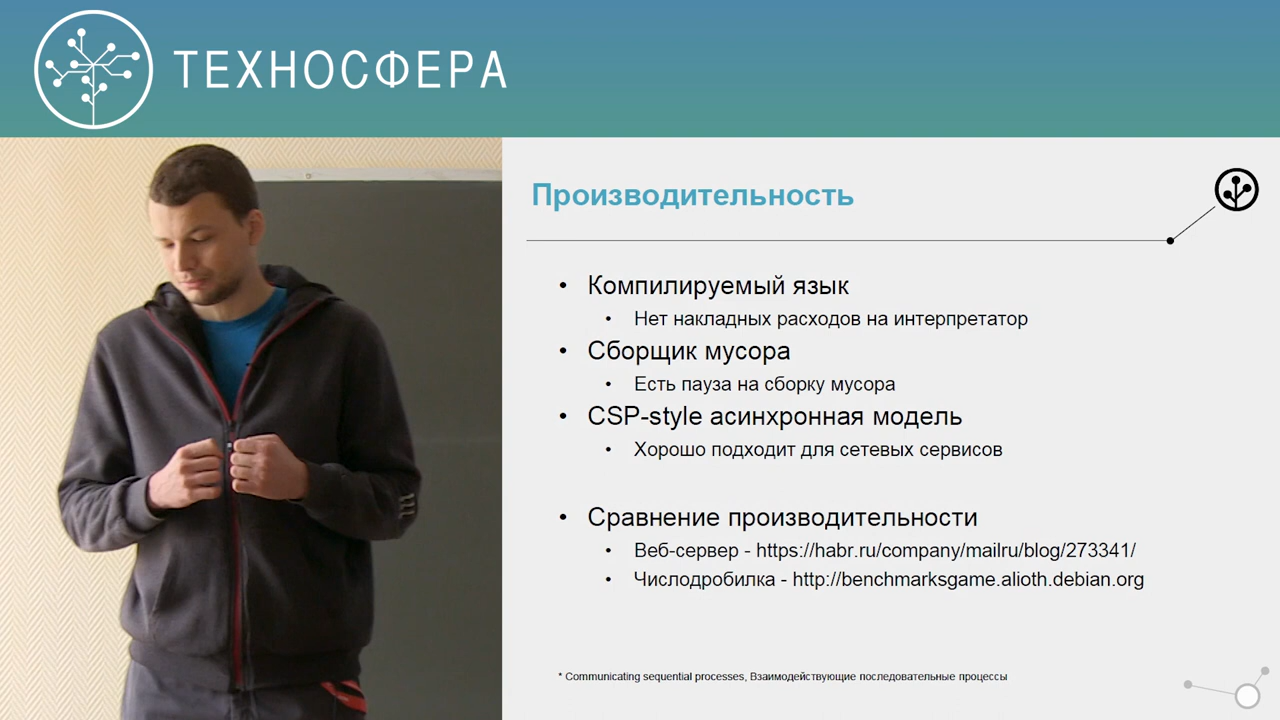 ТЕХНОСФЕРА
Производительность
• Компилируемый язык
• Нет накладных расходов на интерпретатор
• Сборщик мусора
• Есть пауза на сборку мусора
• CSP-style асинхронная модель
• Хорошо подходит для сетевых сервисов
• Сравнение производительности
• Веб-сервер - https://habr.ru/company/mailru/blog/273341/
• Числодробилка - http://benchmarksgame.alioth.debian.org
* Communicating sequential processes, Взаимодействующие последовательные процессы